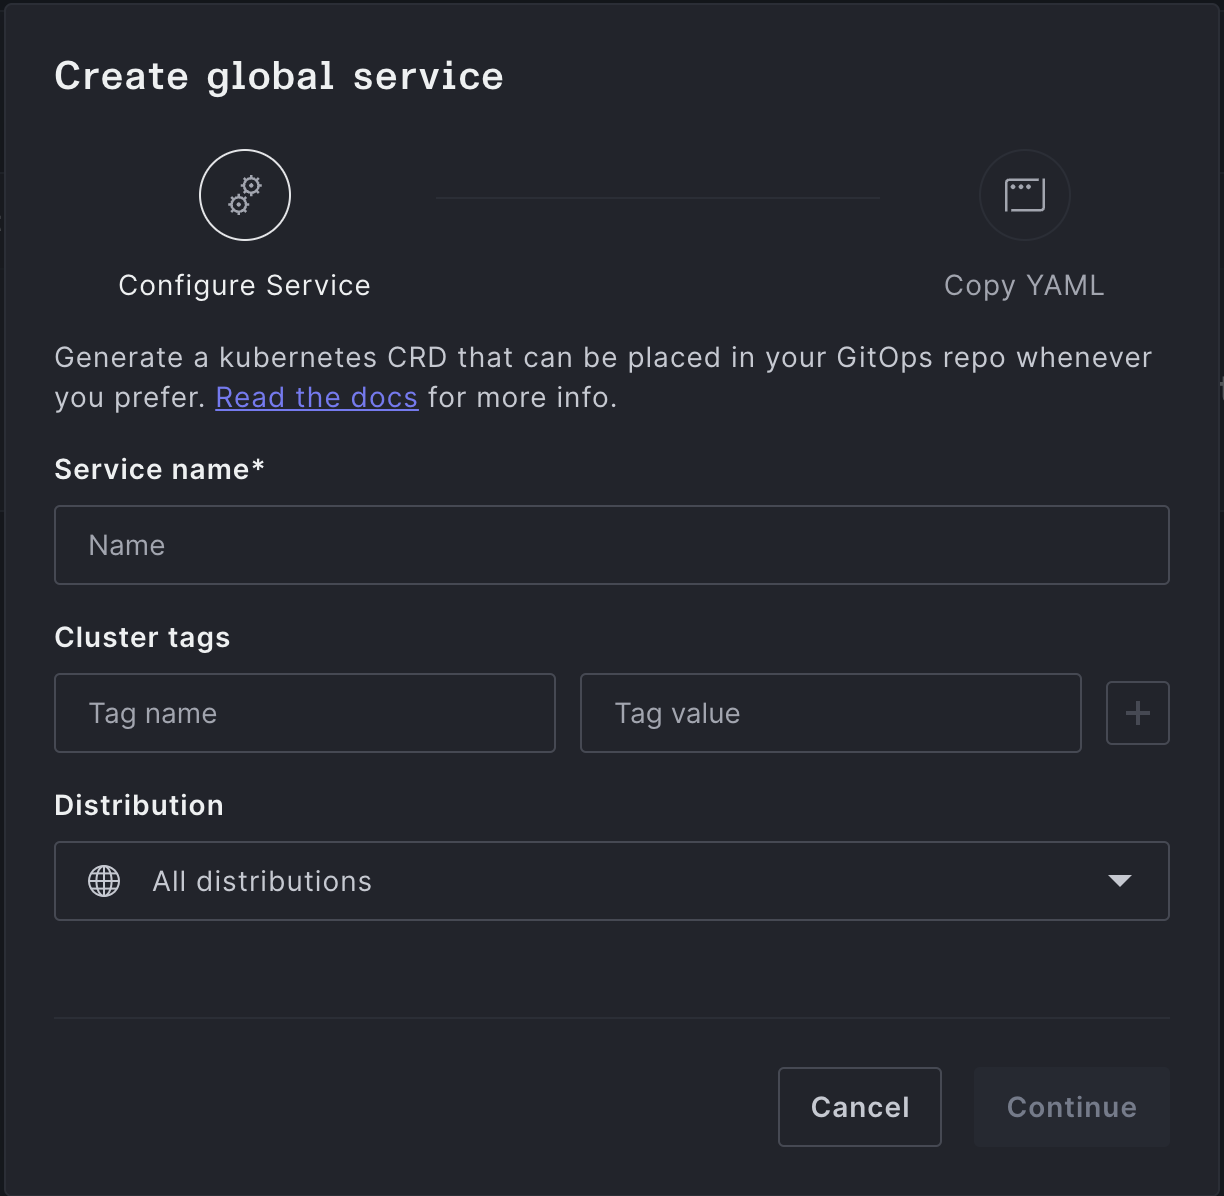 Create global service
Configure Service
Copy YAML
Generate a kubernetes CRD that can be placed in your GitOps repo whenever
you prefer. Read the docs for more info.
Service name*
Name
Cluster tags
Tag name
Tag value
Distribution
All distributions
Cancel
Continue